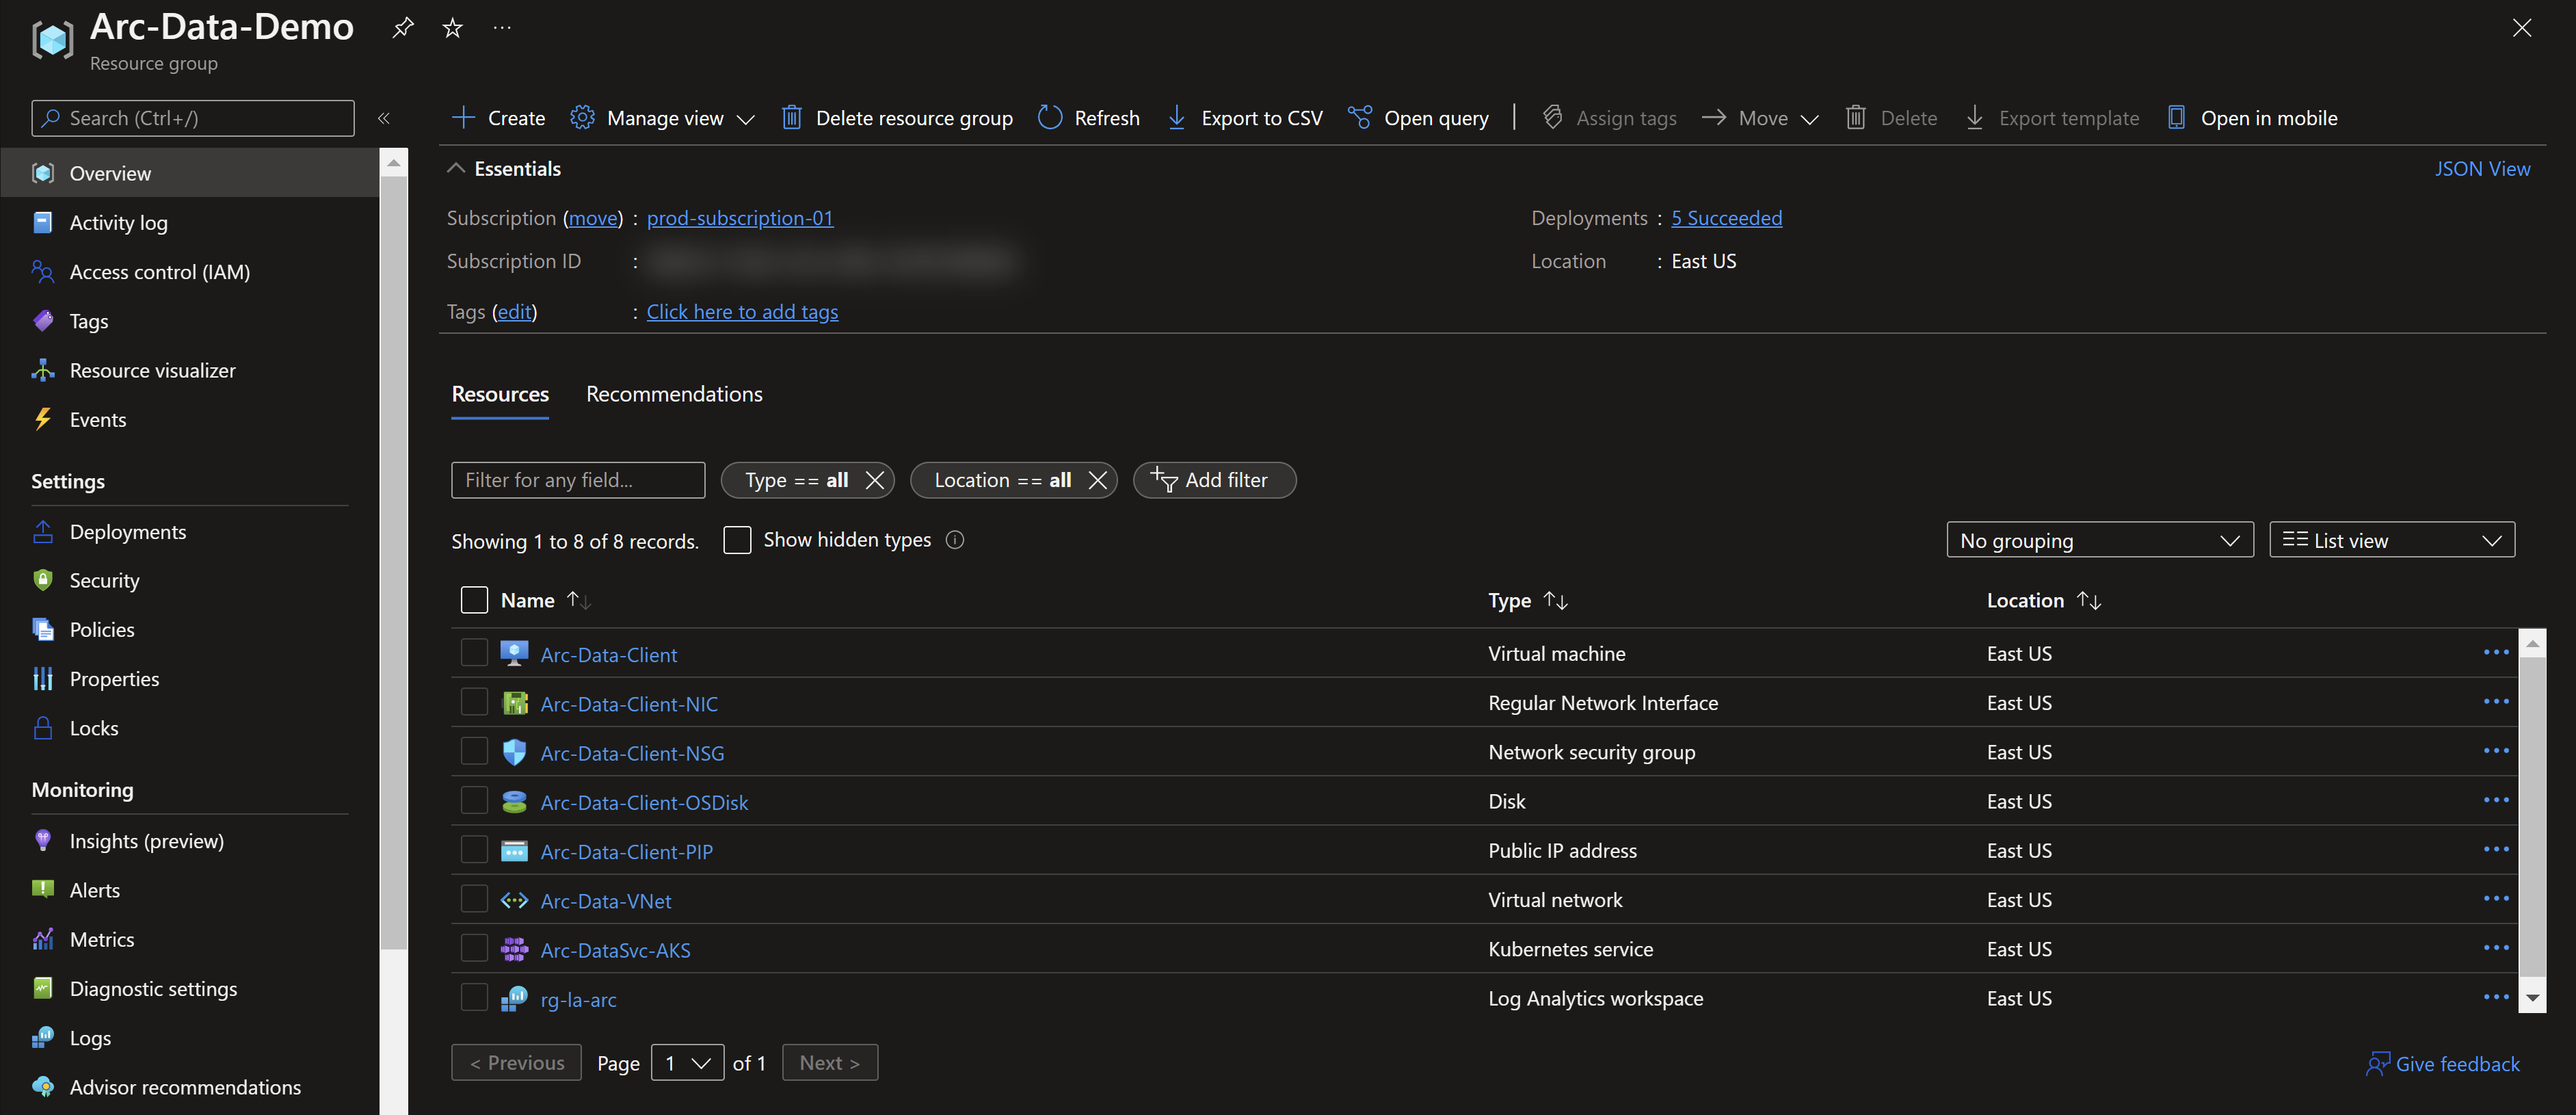 Arc-Data-Demo
Resource group
Search (Ctrl+/)
Overview
Activity log
Access control (IAM)
Tags
Resource visualizer
Events
Settings
Deployments
Security
Policies
Properties
Locks
Monitoring
Insights (preview)
Alerts
Metrics
Diagnostic settings
Logs
Advisor recommendations
Create Manage view Delete resource group Refresh Export to CSV Open query Assign tags Move Delete Export template Open in mobile
Essentials JSON View
Subscription (move) : prod-subscription-01 Deployments : 5 Succeeded
Subscription ID : Location : East US
Tags (edit) : Click here to add tags
Resources Recommendations
Filter for any field... Type == all Location == all Add filter
Showing 1 to 8 of 8 records. Show hidden types No grouping List view
Name Type Location
Arc-Data-Client Virtual machine East US
Arc-Data-Client-NIC Regular Network Interface East US
Arc-Data-Client-NSG Network security group East US
Arc-Data-Client-OSDisk Disk East US
Arc-Data-Client-PIP Public IP address East US
Arc-Data-VNet Virtual network East US
Arc-DataSvc-AKS Kubernetes service East US
rg-la-arc Log Analytics workspace East US
< Previous Page 1 of 1 Next > Give feedback